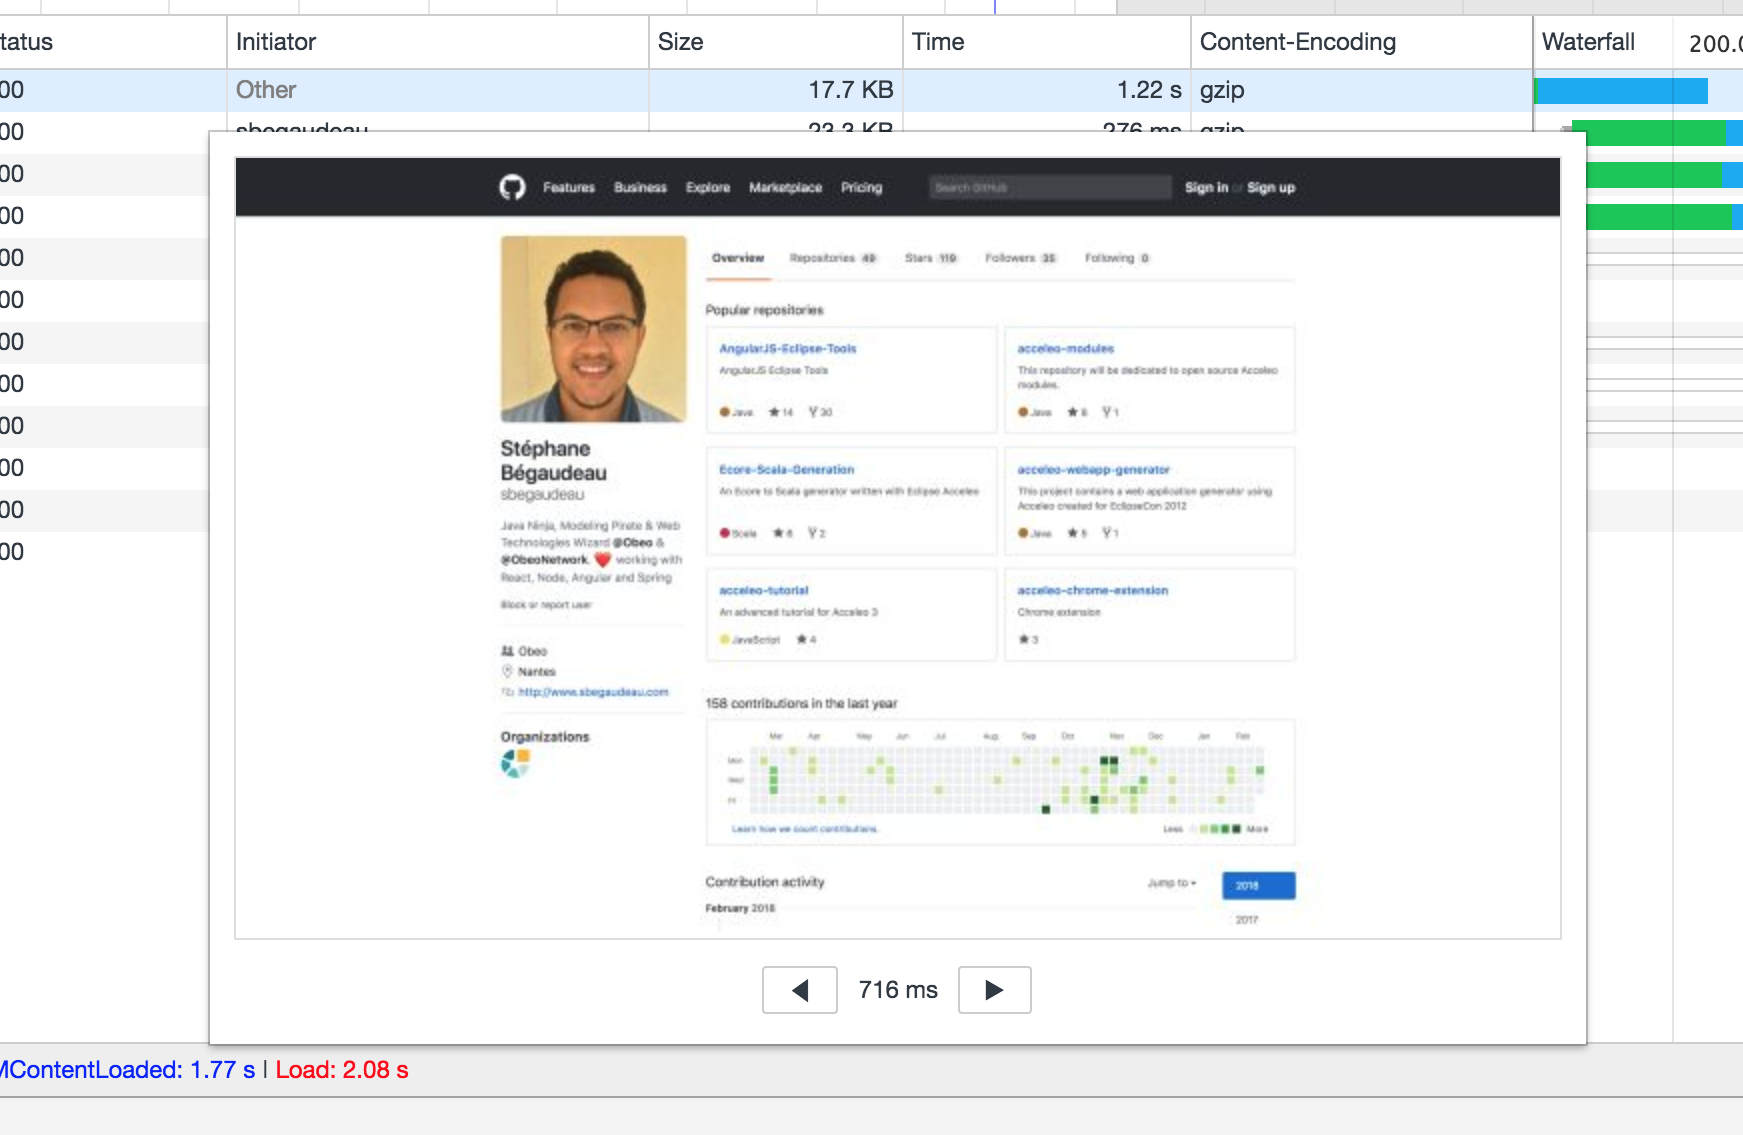 tatus Initiator Size Time Content-Encoding Waterfall 200.0
00 Other 17.7 KB 1.22 s gzip
00 sbegaudeau 23.3 KB 276 ms gzip
00
00
00
00
00
00
00
00
00
00
Features Business Explore Marketplace Pricing Search GitHub Sign in or Sign up
Overview Repositories 49 Stars 119 Followers 35 Following 0
Popular repositories
AngularJS-Eclipse-Tools
AngularJS Eclipse Tools
Java 14 30
acceleo-modules
This repository will be dedicated to open source Acceleo
modules.
Java 8 1
Ecore-Scala-Generation
An Ecore to Scala generator written with Eclipse Acceleo
Scala 6 2
acceleo-webapp-generator
This project contains a web application generator using
Acceleo created for EclipseCon 2012
Java 5 1
acceleo-tutorial
An advanced tutorial for Acceleo 3
JavaScript 4
acceleo-chrome-extension
Chrome extension
3
Stéphane
Bégaudeau
sbegaudeau
Java Ninja, Modeling Pirate & Web
Technologies Wizard @Obeo &
@ObeoNetwork. ❤️ working with
React, Node, Angular and Spring
Block or report user
Obeo
Nantes
http://www.sbegaudeau.com
Organizations
158 contributions in the last year
Mar Apr May Jun Jul Aug Sep Oct Nov Dec Jan Feb
Mon
Wed
Fri
Learn how we count contributions. Less More
Contribution activity Jump to 2018
February 2018
2017
716 ms
MContentLoaded: 1.77 s | Load: 2.08 s